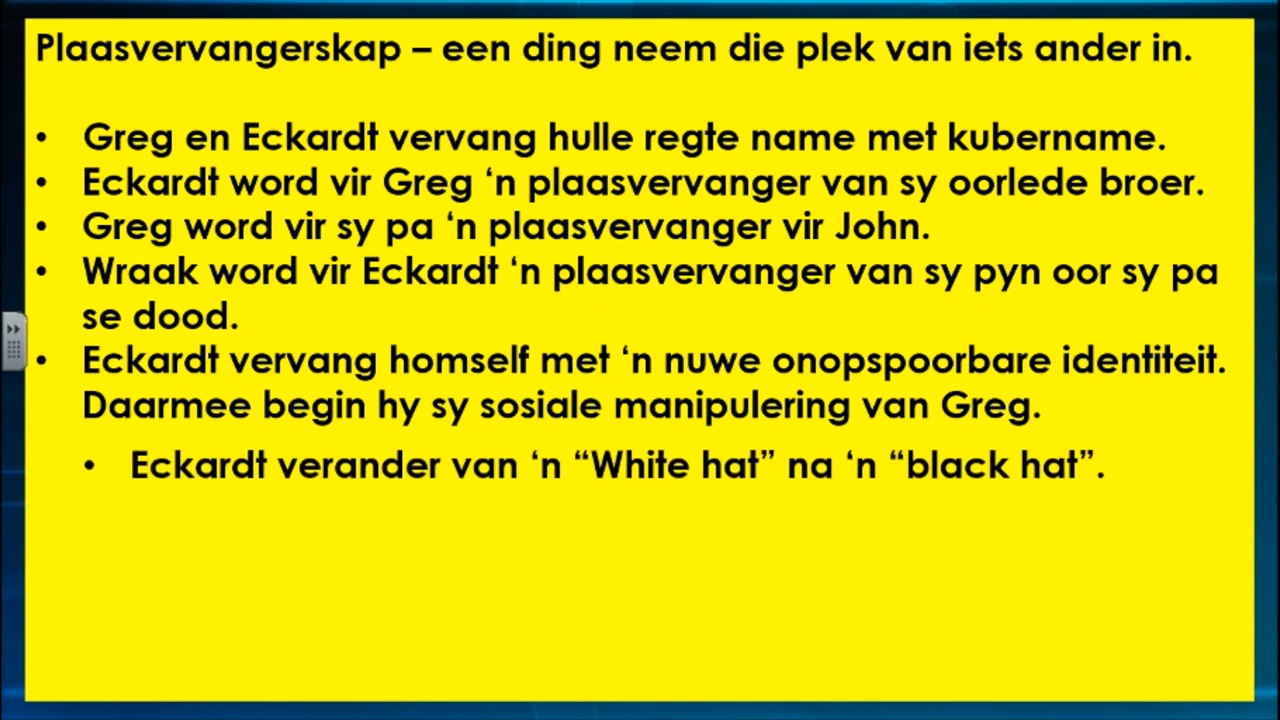 Plaasvervangerskap – een ding neem die plek van iets ander in.
• Greg en Eckardt vervang hulle regte name met kubername.
• Eckardt word vir Greg ‘n plaasvervanger van sy oorlede broer.
• Greg word vir sy pa ‘n plaasvervanger vir John.
• Wraak word vir Eckardt ‘n plaasvervanger van sy pyn oor sy pa
se dood.
• Eckardt vervang homself met ‘n nuwe onopspoorbare identiteit.
Daarmee begin hy sy sosiale manipulering van Greg.
• Eckardt verander van ‘n “White hat” na ‘n “black hat”.